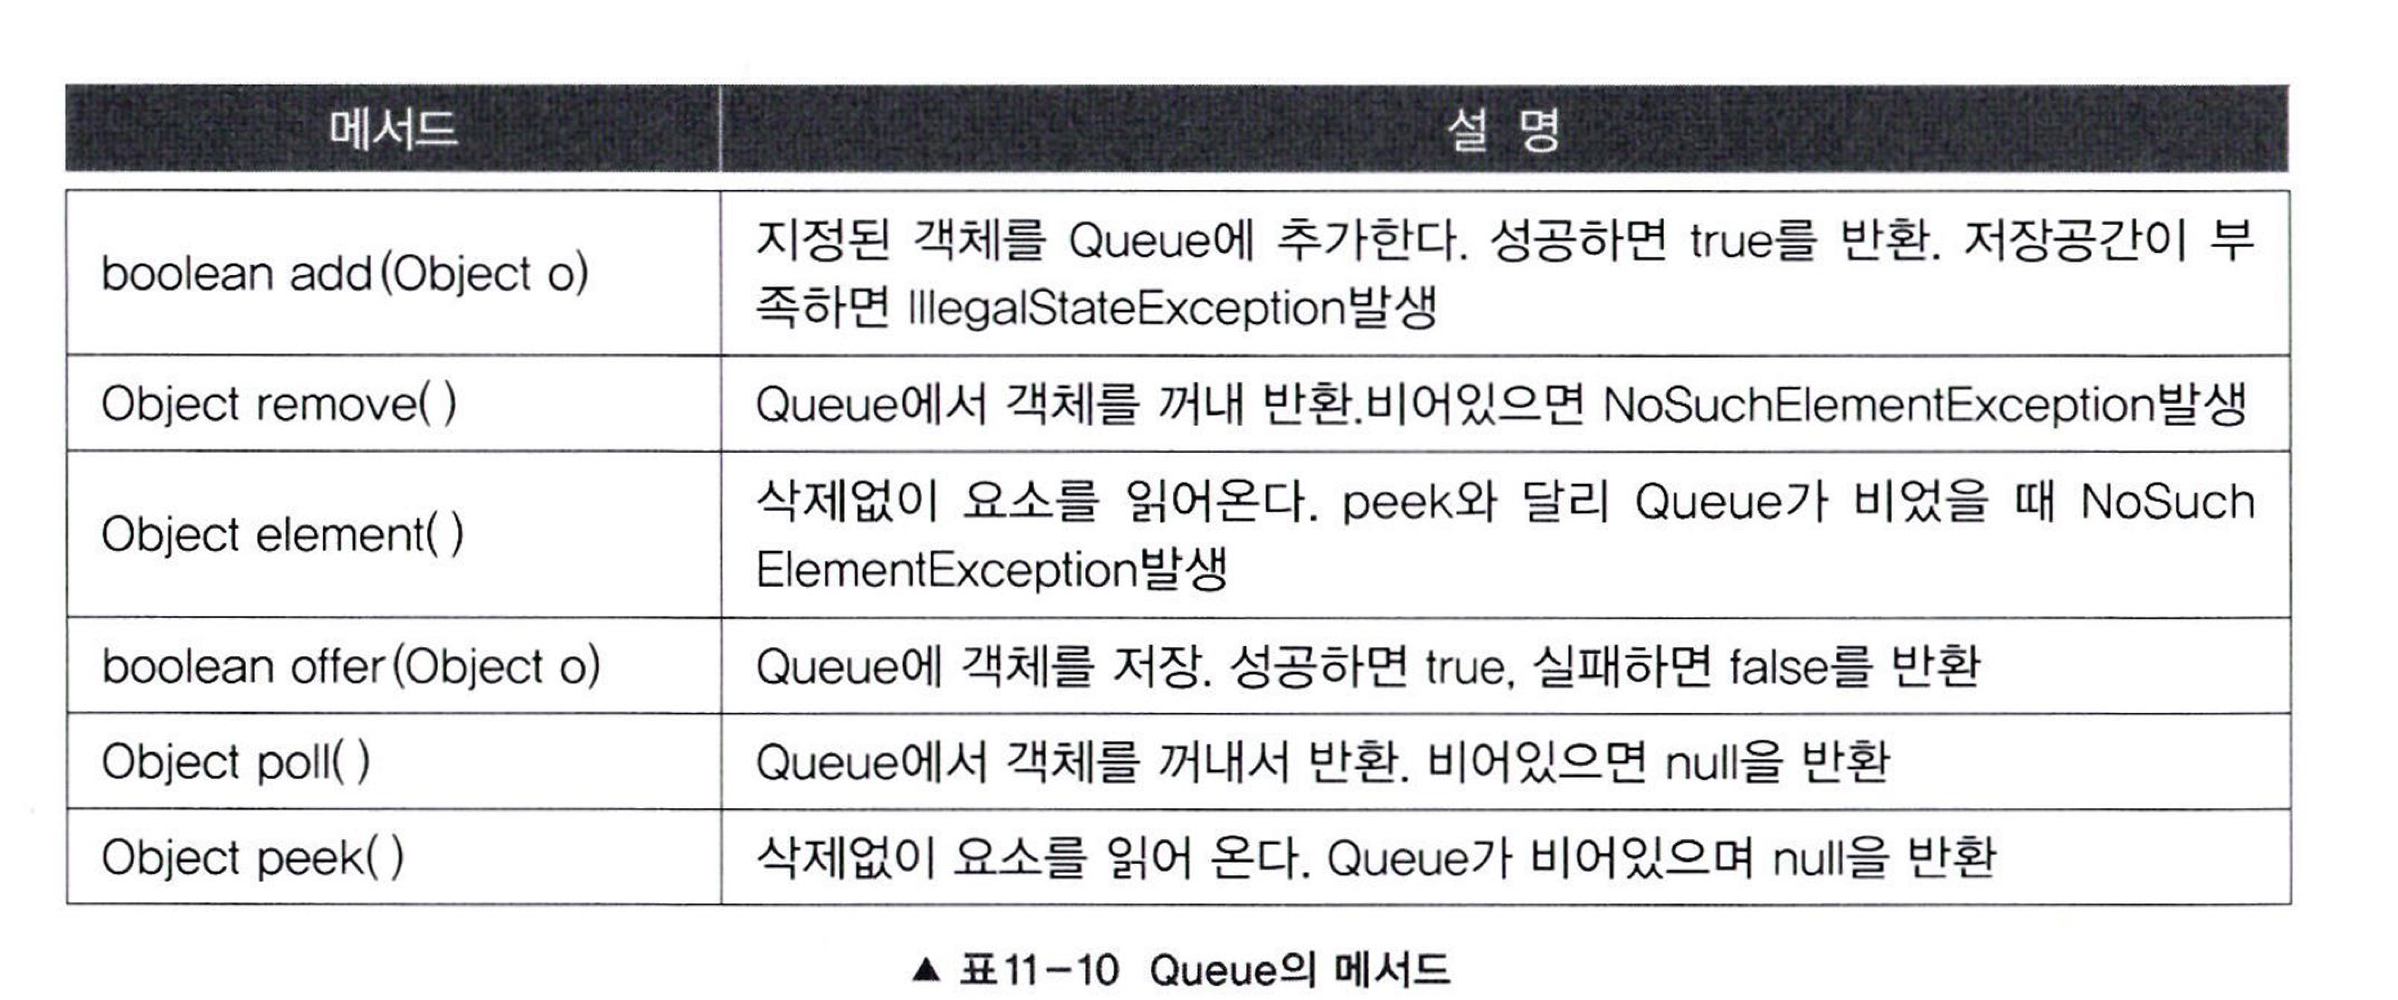 메서드
설 명
boolean add(Object o)
지정된 객체를 Queue에 추가한다. 성공하면 true를 반환. 저장공간이 부
족하면 IllegalStateException발생
Object remove( )
Queue에서 객체를 꺼내 반환.비어있으면 NoSuchElementException발생
Object element( )
삭제없이 요소를 읽어온다. peek와 달리 Queue가 비었을 때 NoSuch
ElementException발생
boolean offer(Object o)
Queue에 객체를 저장. 성공하면 true, 실패하면 false를 반환
Object poll( )
Queue에서 객체를 꺼내서 반환. 비어있으면 null을 반환
Object peek( )
삭제없이 요소를 읽어 온다. Queue가 비어있으며 null을 반환
▲ 표11-10 Queue의 메서드